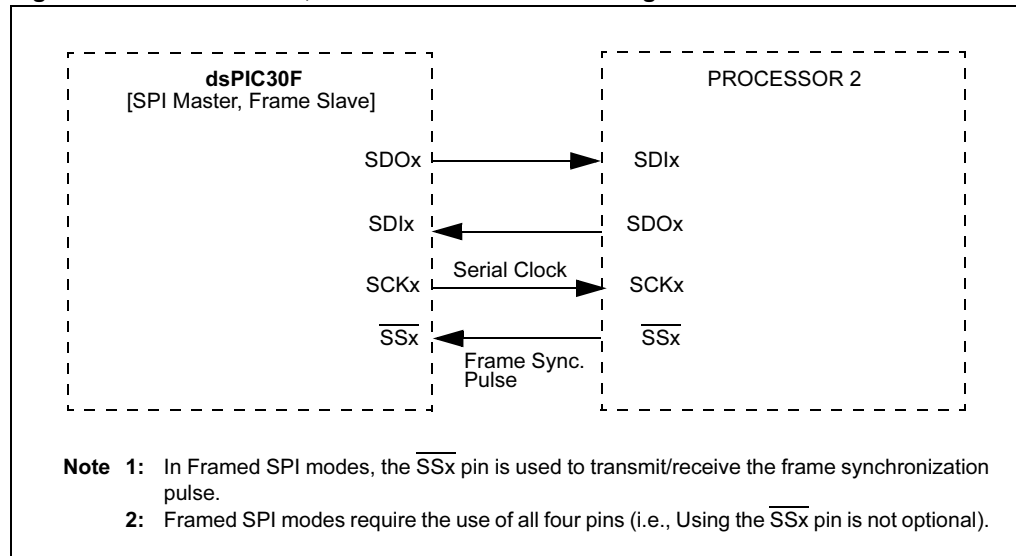 dsPIC30F
[SPI Master, Frame Slave]
PROCESSOR 2
SDOx
SDIx
SDIx
SDOx
SCKx
Serial Clock
SCKx
SSx
Frame Sync.
Pulse
SSx
Note 1: In Framed SPI modes, the SSx pin is used to transmit/receive the frame synchronization
pulse.
2: Framed SPI modes require the use of all four pins (i.e., Using the SSx pin is not optional).